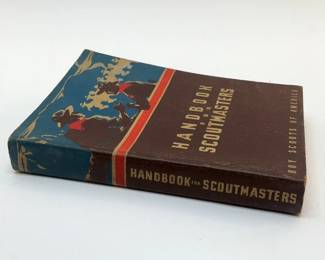 HANDBOOK
FOR
SCOUTMASTERS
BOY SCOUTS OF AMERICA
HANDBOOK FOR SCOUTMASTERS